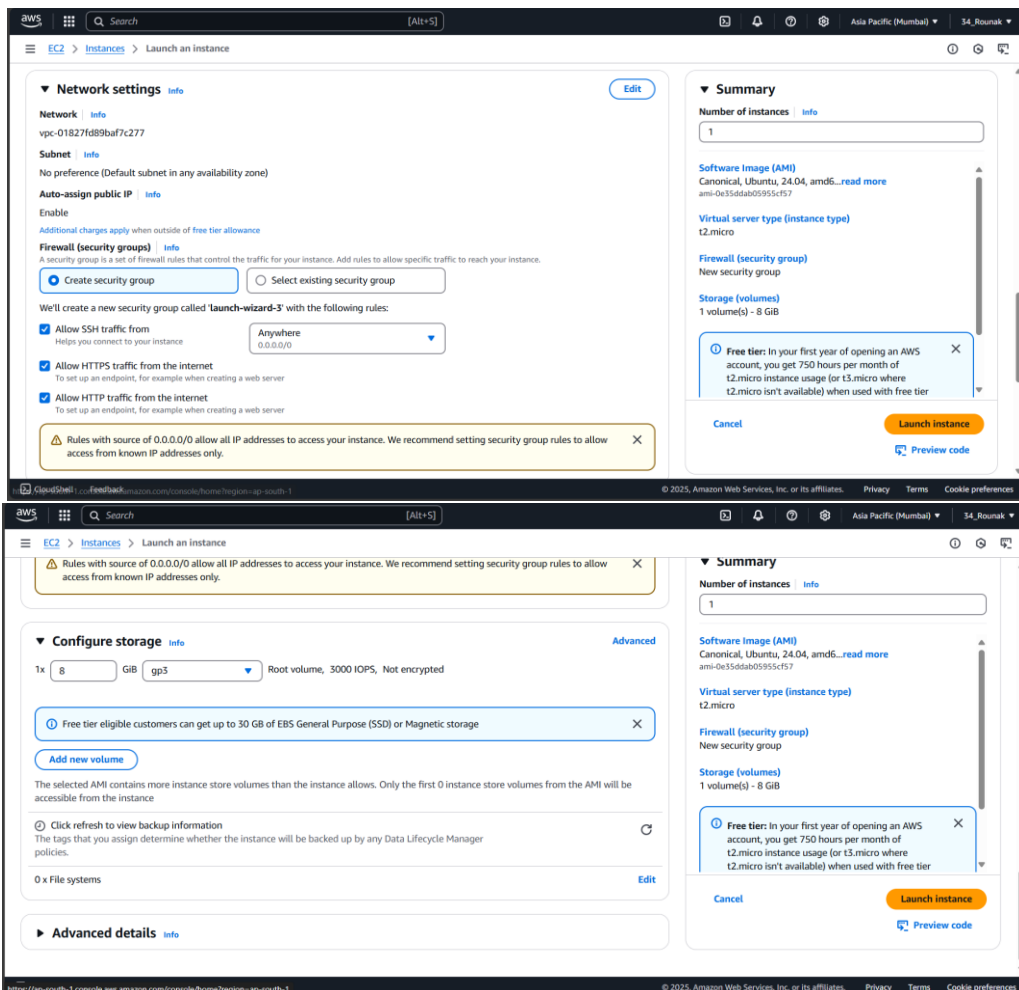 aws
Search
[Alt+S]
Asia Pacific (Mumbai)
34_Rounak
EC2 > Instances > Launch an instance
Network settings Info
Edit
Network Info
vpc-01827fd89baf7c277
Subnet Info
No preference (Default subnet in any availability zone)
Auto-assign public IP Info
Enable
Additional charges apply when outside of free tier allowance
Firewall (security groups) Info
A security group is a set of firewall rules that control the traffic for your instance. Add rules to allow specific traffic to reach your instance.
Create security group
Select existing security group
We'll create a new security group called 'launch-wizard-3' with the following rules:
Allow SSH traffic from
Helps you connect to your instance
Anywhere
0.0.0.0/0
Allow HTTPS traffic from the internet
To set up an endpoint, for example when creating a web server
Allow HTTP traffic from the internet
To set up an endpoint, for example when creating a web server
Rules with source of 0.0.0.0/0 allow all IP addresses to access your instance. We recommend setting security group rules to allow
access from known IP addresses only.
Summary
Number of instances Info
1
Software Image (AMI)
Canonical, Ubuntu, 24.04, amd6...read more
ami-0e35ddab05955cf57
Virtual server type (instance type)
t2.micro
Firewall (security group)
New security group
Storage (volumes)
1 volume(s) - 8 GiB
Free tier: In your first year of opening an AWS
account, you get 750 hours per month of
t2.micro instance usage (or t3.micro where
t2.micro isn't available) when used with free tier
Cancel
Launch instance
Preview code
CloudShell Feedback
© 2025, Amazon Web Services, Inc. or its affiliates. Privacy Terms Cookie preferences
aws
Search
[Alt+S]
Asia Pacific (Mumbai)
34_Rounak
EC2 > Instances > Launch an instance
Rules with source of 0.0.0.0/0 allow all IP addresses to access your instance. We recommend setting security group rules to allow
access from known IP addresses only.
Configure storage Info
Advanced
1x 8 GiB gp3 Root volume, 3000 IOPS, Not encrypted
Free tier eligible customers can get up to 30 GB of EBS General Purpose (SSD) or Magnetic storage
Add new volume
The selected AMI contains more instance store volumes than the instance allows. Only the first 0 instance store volumes from the AMI will be
accessible from the instance
Click refresh to view backup information
The tags that you assign determine whether the instance will be backed up by any Data Lifecycle Manager
policies.
0 x File systems
Edit
Advanced details Info
Summary
Number of instances Info
1
Software Image (AMI)
Canonical, Ubuntu, 24.04, amd6...read more
ami-0e35ddab05955cf57
Virtual server type (instance type)
t2.micro
Firewall (security group)
New security group
Storage (volumes)
1 volume(s) - 8 GiB
Free tier: In your first year of opening an AWS
account, you get 750 hours per month of
t2.micro instance usage (or t3.micro where
t2.micro isn't available) when used with free tier
Cancel
Launch instance
Preview code
https://ap-south-1.console.aws.amazon.com/console/home?region=ap-south-1
© 2025, Amazon Web Services, Inc. or its affiliates. Privacy Terms Cookie preferences